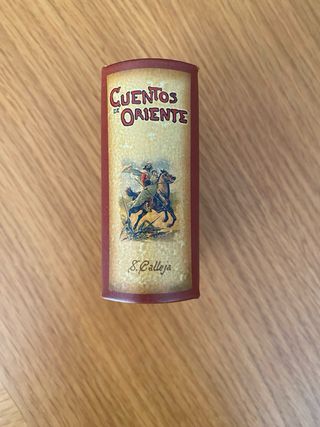 CUENTOS
DE ORIENTE
S. Calleja